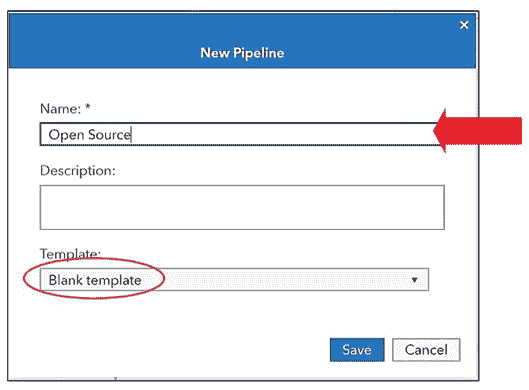 New Pipeline
Name: *
Open Source
Description:
Template:
Blank template
Save Cancel